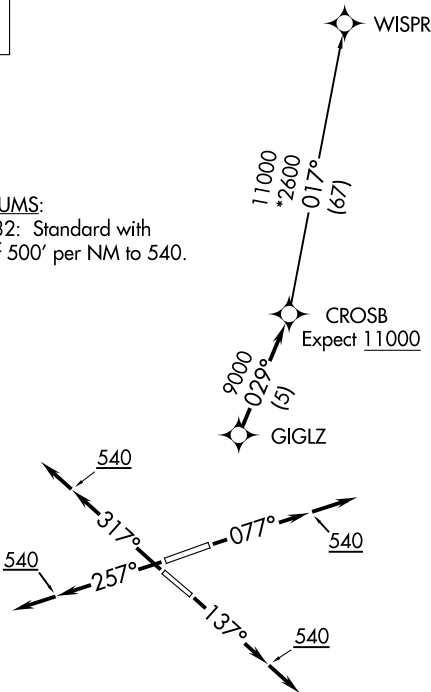 WISPR
11000
*2600
017°
(67)
32: Standard with
500' per NM to 540.
CROSB
Expect 11000
9000
029°
(5)
GIGLZ
540
317°
077°
540
540
257°
137°
540